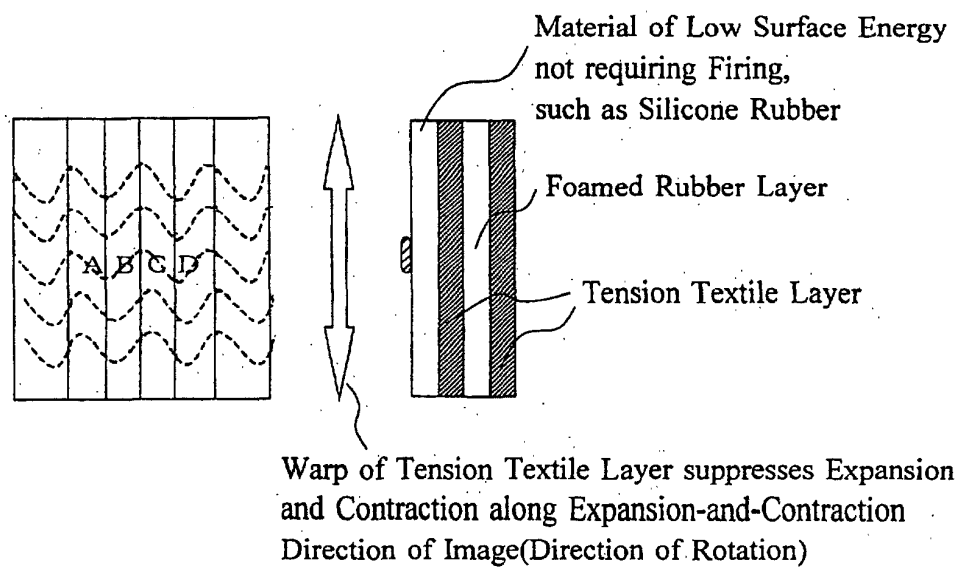 Material of Low Surface Energy
not requiring Firing,
such as Silicone Rubber
Foamed Rubber Layer
A B C D
Tension Textile Layer
Warp of Tension Textile Layer suppresses Expansion
and Contraction along Expansion-and-Contraction
Direction of Image(Direction of Rotation)